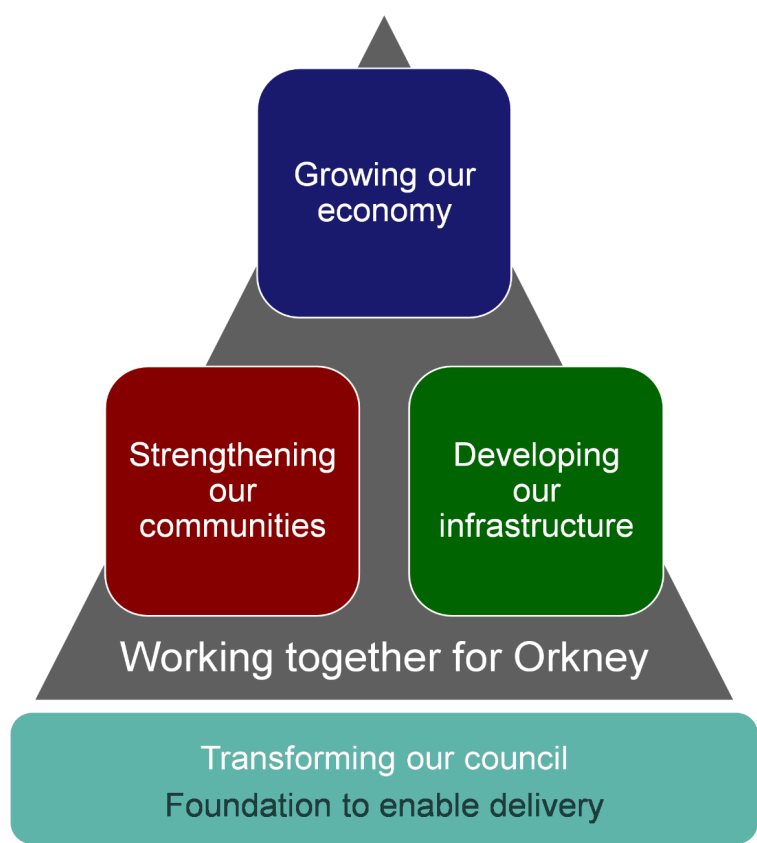 Growing our
economy
Strengthening
our
communities
Developing
our
infrastructure
Working together for Orkney
Transforming our council
Foundation to enable delivery